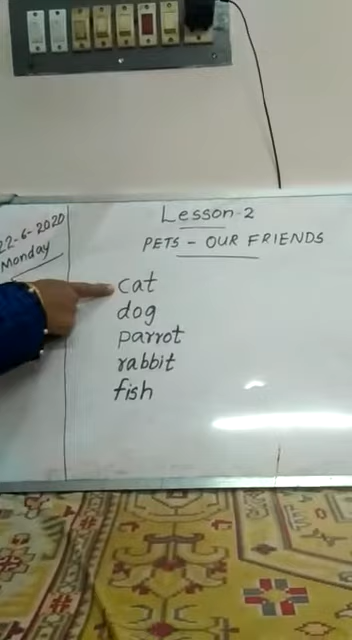 22-6-2020
Monday
Lesson-2
PETS - OUR FRIENDS
cat
dog
parrot
rabbit
fish